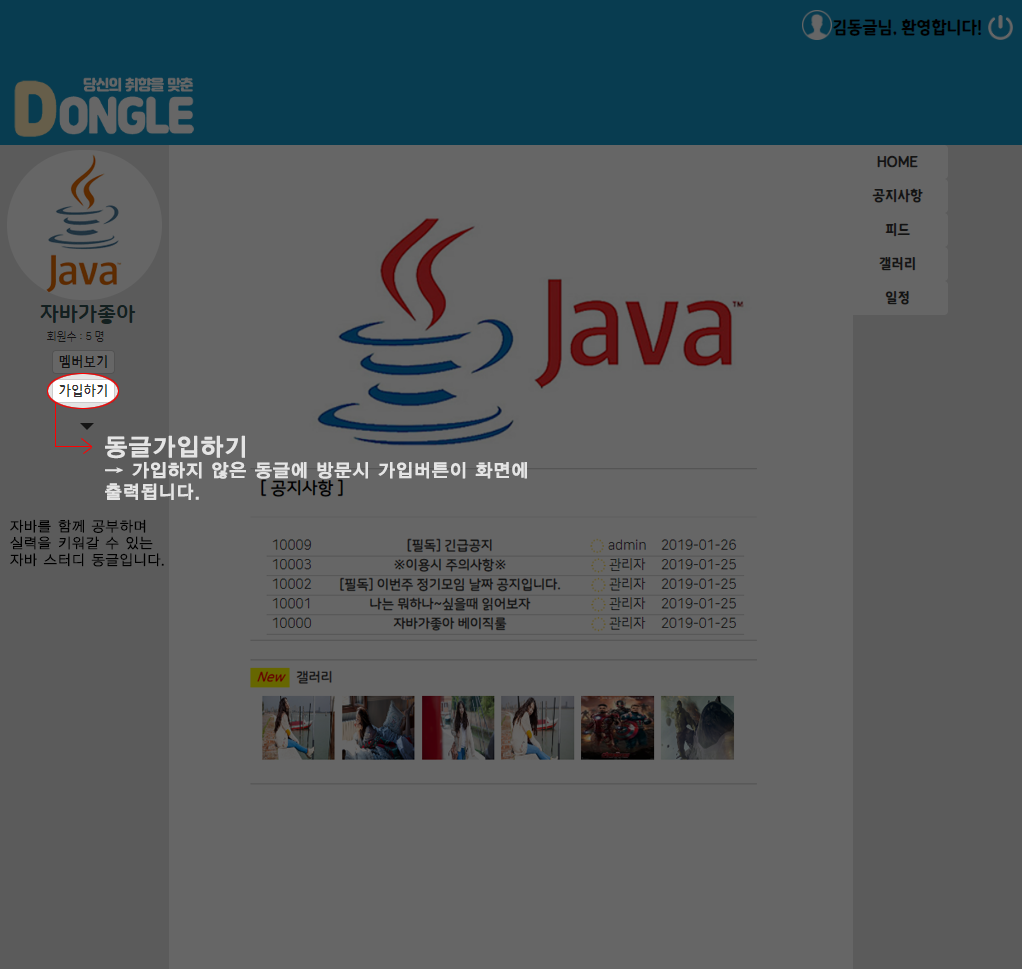 김동글님. 환영합니다!
당신의 취향을 맞춘
DONGLE
Java
자바가좋아
회원수 : 5 명
멤버보기
가입하기
동글가입하기
→ 가입하지 않은 동글에 방문시 가입버튼이 화면에
출력됩니다.
자바를 함께 공부하며
실력을 키워갈 수 있는
자바 스터디 동글입니다.
Java™
[ 공지사항 ]
10009 [필독] 긴급공지 admin 2019-01-26
10003 ※이용시 주의사항※ 관리자 2019-01-25
10002 [필독] 이번주 정기모임 날짜 공지입니다. 관리자 2019-01-25
10001 나는 뭐하나~싶을때 읽어보자 관리자 2019-01-25
10000 자바가좋아 베이직룰 관리자 2019-01-25
New 갤러리
HOME
공지사항
피드
갤러리
일정